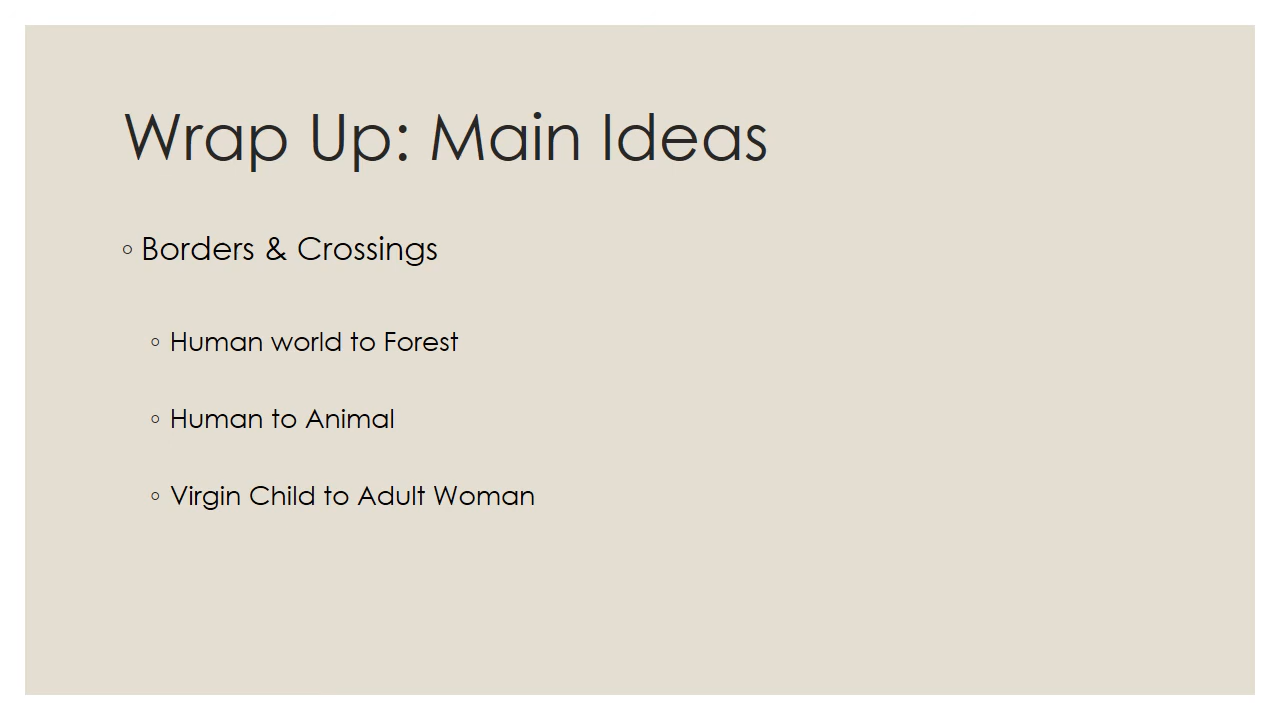 Wrap Up: Main Ideas
◦ Borders & Crossings
◦ Human world to Forest
◦ Human to Animal
◦ Virgin Child to Adult Woman